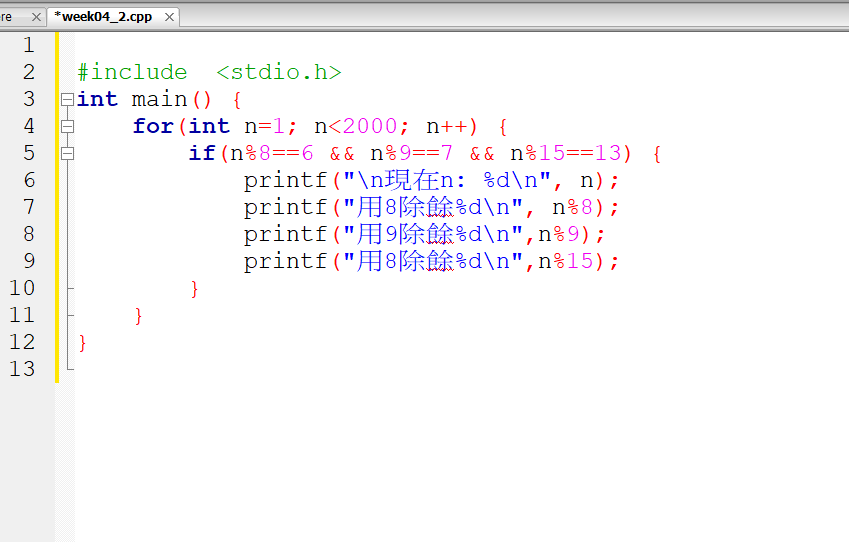 re *week04_2.cpp
1
2 #include  <stdio.h>
3 int main() {
4     for(int n=1; n<2000; n++) {
5         if(n%8==6 && n%9==7 && n%15==13) {
6             printf("\n現在n: %d\n", n);
7             printf("用8除餘%d\n", n%8);
8             printf("用9除餘%d\n",n%9);
9             printf("用8除餘%d\n",n%15);
10         }
11     }
12 }
13